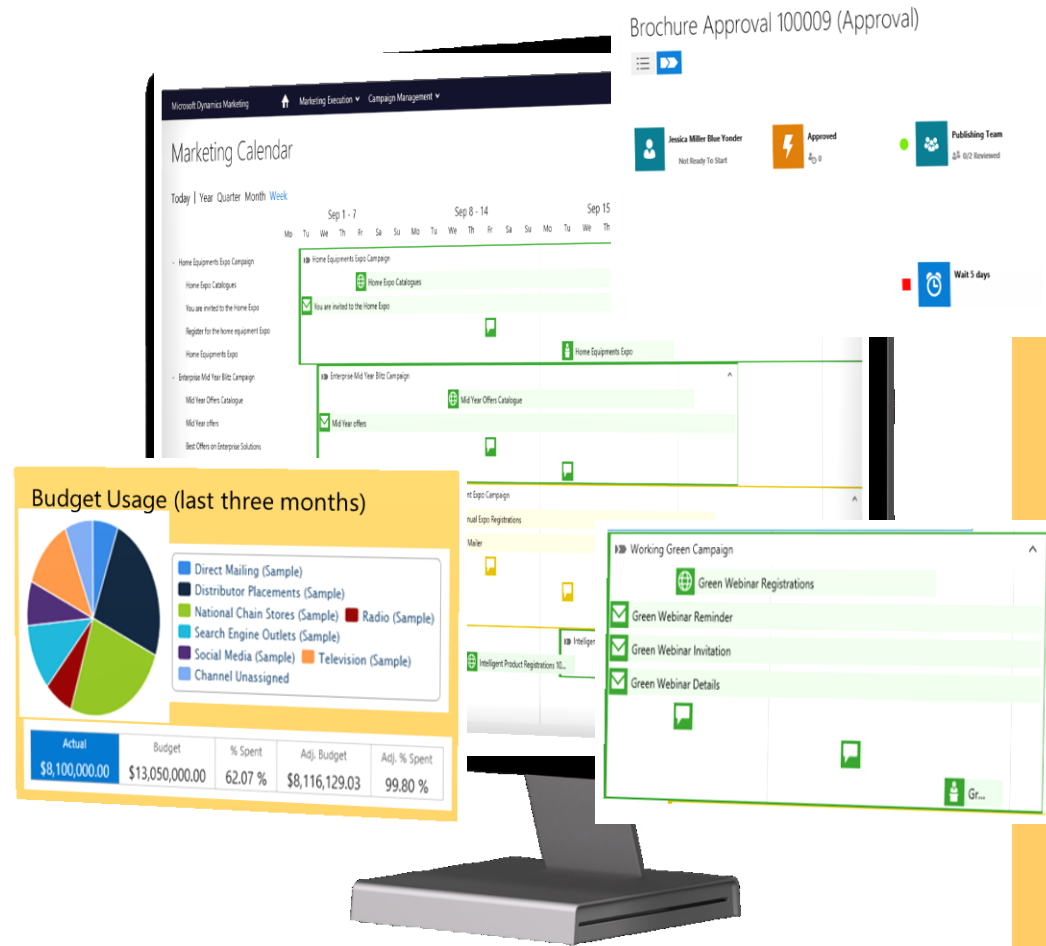 Brochure Approval 100009 (Approval)
Jessica Miller Blue Yonder
Not Ready To Start
Approved
0
Publishing Team
0/2 Reviewed
Wait 5 days
Microsoft Dynamics Marketing Marketing Execution Campaign Management
Marketing Calendar
Today | Year Quarter Month Week
Sep 1 - 7 Sep 8 - 14 Sep 15
Mo Tu We Th Fr Sa Su Mo Tu We Th Fr Sa Su Mo Tu We Th
- Home Equipments Expo Campaign Home Equipments Expo Campaign
Home Expo Catalogues Home Expo Catalogues
You are invited to the Home Expo You are invited to the Home Expo
Register for the home equipment Expo
Home Equipments Expo Home Equipments Expo
- Enterprise Mid Year Blitz Campaign Enterprise Mid Year Blitz Campaign
Mid Year Offers Catalogue Mid Year Offers Catalogue
Mid Year offers Mid Year offers
Best Offers on Enterprise Solutions
nt Expo Campaign
nual Expo Registrations
Mailer
Intelligen
Intelligent Product Registrations 10...
Budget Usage (last three months)
Direct Mailing (Sample)
Distributor Placements (Sample)
National Chain Stores (Sample) Radio (Sample)
Search Engine Outlets (Sample)
Social Media (Sample) Television (Sample)
Channel Unassigned
Actual Budget % Spent Adj. Budget Adj. % Spent
$8,100,000.00 $13,050,000.00 62.07 % $8,116,129.03 99.80 %
Working Green Campaign
Green Webinar Registrations
Green Webinar Reminder
Green Webinar Invitation
Green Webinar Details
Gr...